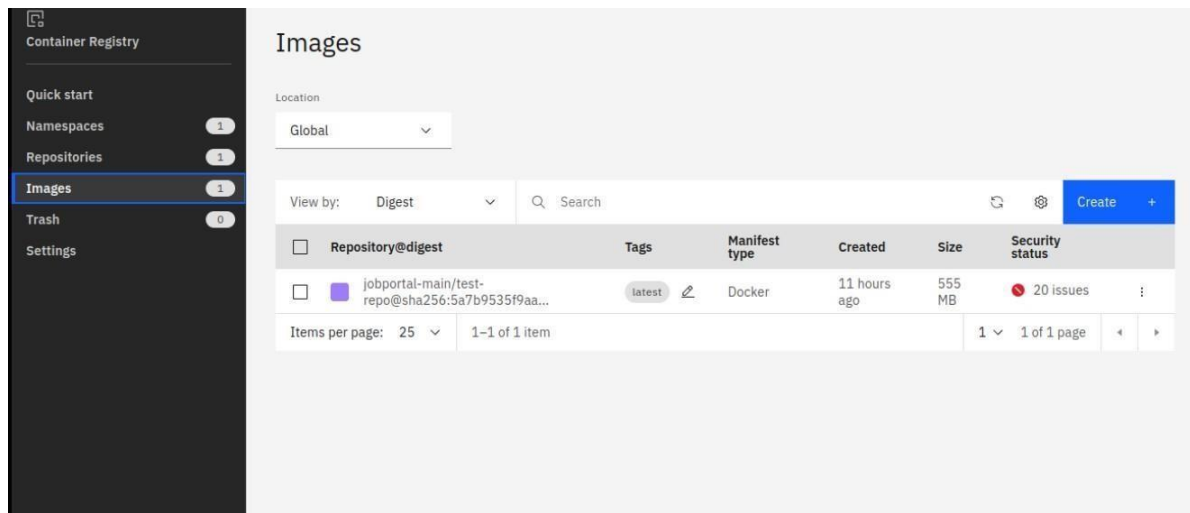 Container Registry
Quick start
Namespaces 1
Repositories 1
Images 1
Trash 0
Settings
Images
Location
Global
View by: Digest Search Create +
Repository@digest Tags Manifest type Created Size Security status
jobportal-main/test-
repo@sha256:5a7b9535f9aa...
latest Docker 11 hours ago 555 MB 20 issues
Items per page: 25 1–1 of 1 item 1 1 of 1 page